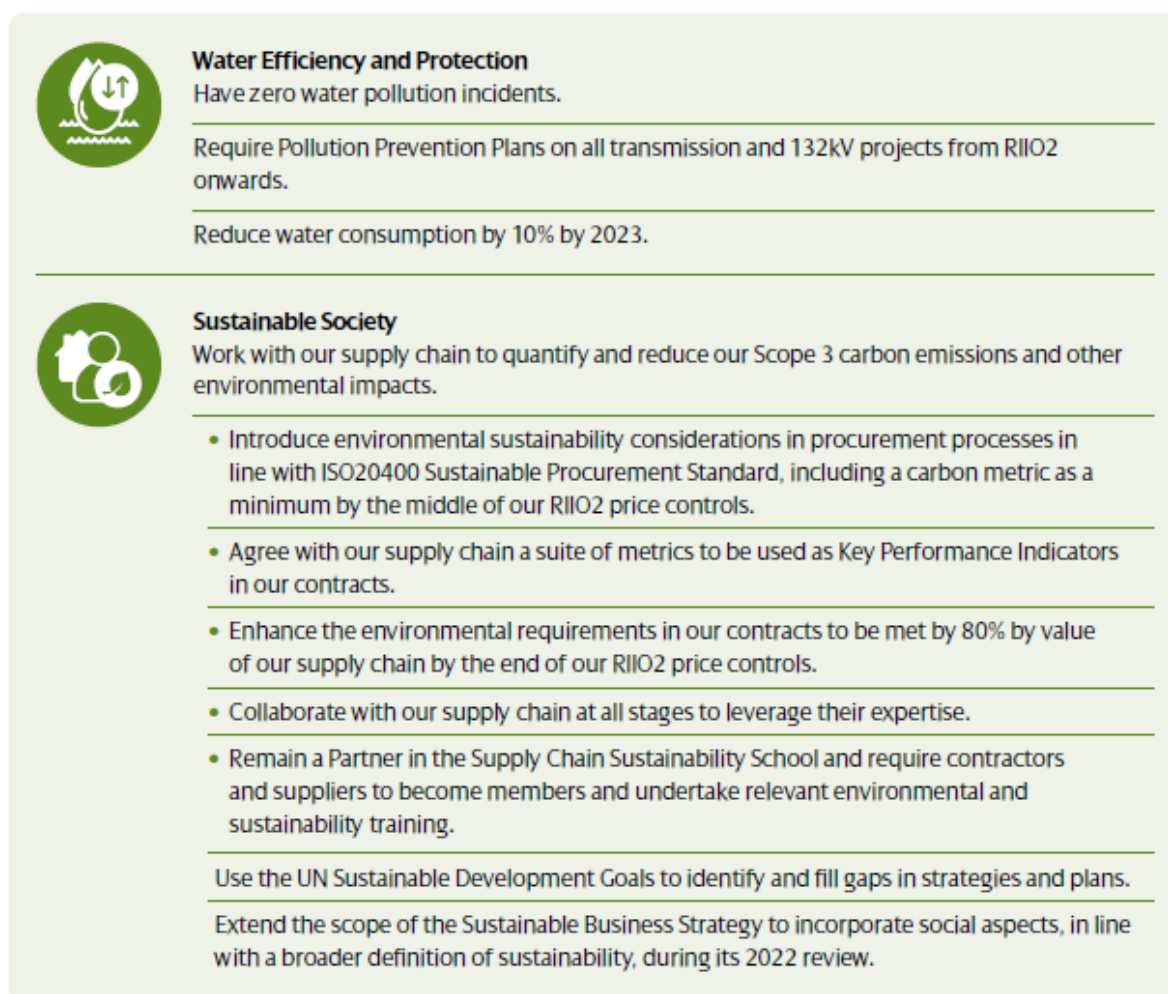 Water Efficiency and Protection
Have zero water pollution incidents.
Require Pollution Prevention Plans on all transmission and 132kV projects from RIIO2
onwards.
Reduce water consumption by 10% by 2023.
Sustainable Society
Work with our supply chain to quantify and reduce our Scope 3 carbon emissions and other
environmental impacts.
• Introduce environmental sustainability considerations in procurement processes in
line with ISO20400 Sustainable Procurement Standard, including a carbon metric as a
minimum by the middle of our RIIO2 price controls.
• Agree with our supply chain a suite of metrics to be used as Key Performance Indicators
in our contracts.
• Enhance the environmental requirements in our contracts to be met by 80% by value
of our supply chain by the end of our RIIO2 price controls.
• Collaborate with our supply chain at all stages to leverage their expertise.
• Remain a Partner in the Supply Chain Sustainability School and require contractors
and suppliers to become members and undertake relevant environmental and
sustainability training.
Use the UN Sustainable Development Goals to identify and fill gaps in strategies and plans.
Extend the scope of the Sustainable Business Strategy to incorporate social aspects, in line
with a broader definition of sustainability, during its 2022 review.